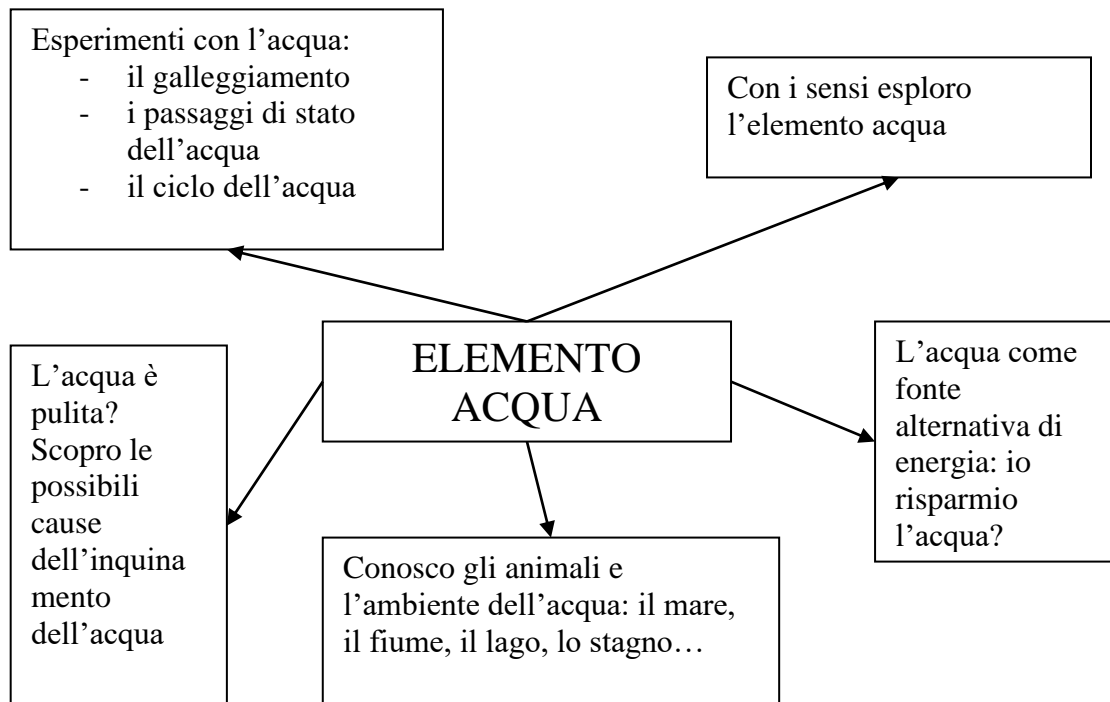 Esperimenti con l’acqua:
- il galleggiamento
- i passaggi di stato
dell’acqua
- il ciclo dell’acqua
Con i sensi esploro
l’elemento acqua
ELEMENTO
ACQUA
L’acqua come
fonte
alternativa di
energia: io
risparmio
l’acqua?
L’acqua è
pulita?
Scopro le
possibili
cause
dell’inquina
mento
dell’acqua
Conosco gli animali e
l’ambiente dell’acqua: il mare,
il fiume, il lago, lo stagno…